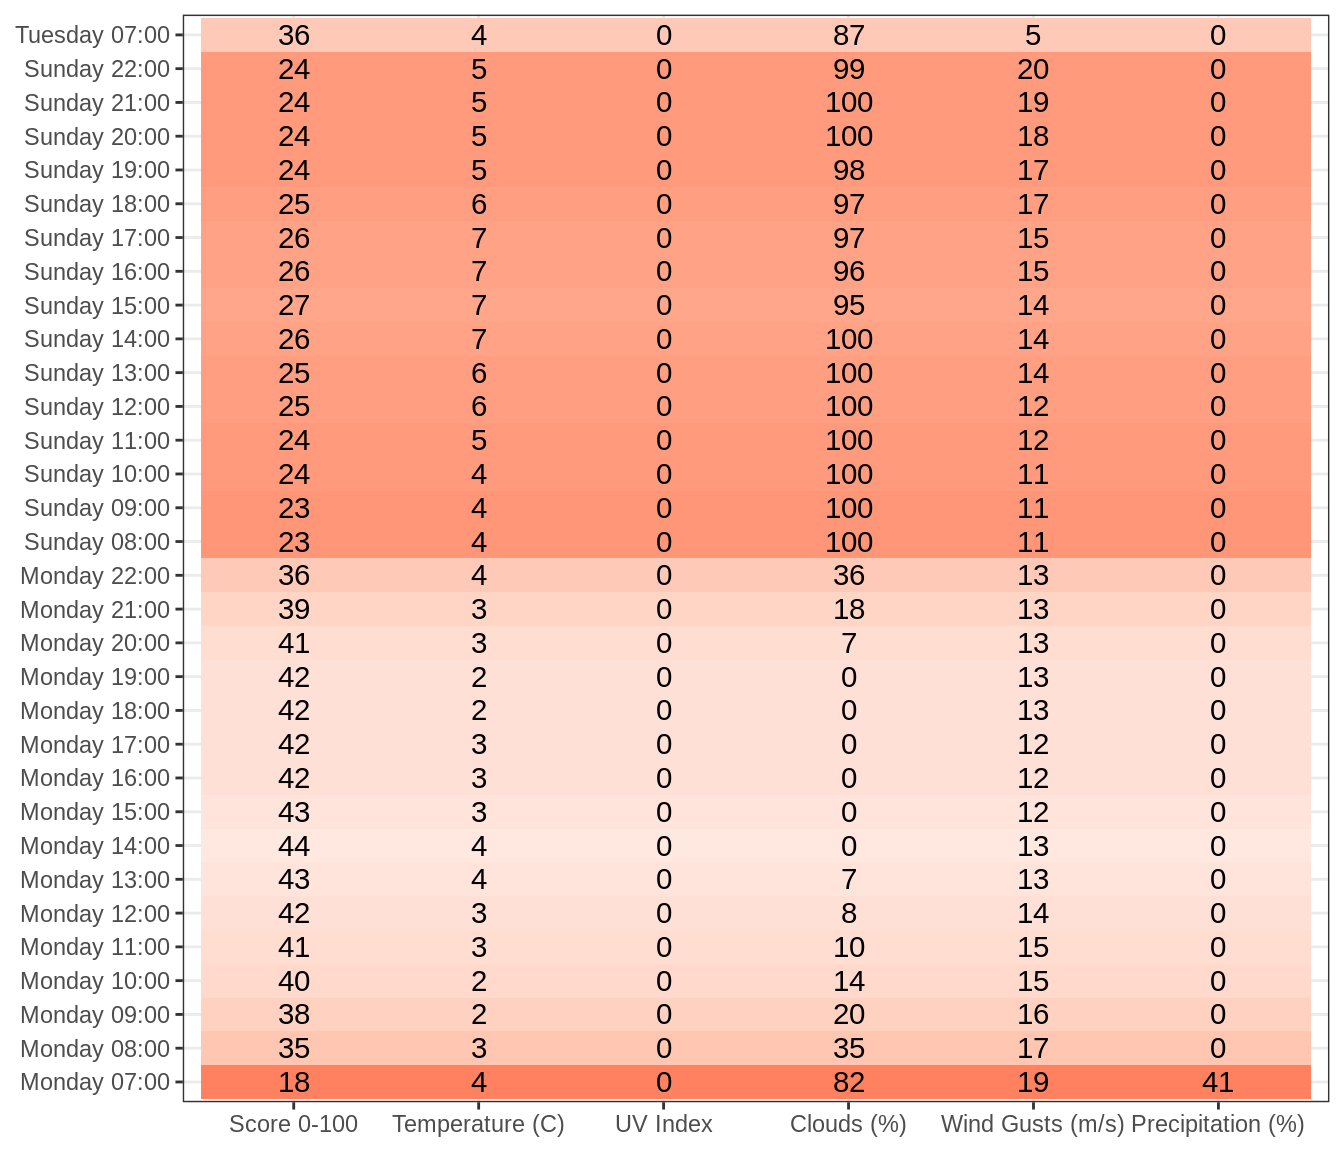 Tuesday 07:00 36 4 0 87 5 0
Sunday 22:00 24 5 0 99 20 0
Sunday 21:00 24 5 0 100 19 0
Sunday 20:00 24 5 0 100 18 0
Sunday 19:00 24 5 0 98 17 0
Sunday 18:00 25 6 0 97 17 0
Sunday 17:00 26 7 0 97 15 0
Sunday 16:00 26 7 0 96 15 0
Sunday 15:00 27 7 0 95 14 0
Sunday 14:00 26 7 0 100 14 0
Sunday 13:00 25 6 0 100 14 0
Sunday 12:00 25 6 0 100 12 0
Sunday 11:00 24 5 0 100 12 0
Sunday 10:00 24 4 0 100 11 0
Sunday 09:00 23 4 0 100 11 0
Sunday 08:00 23 4 0 100 11 0
Monday 22:00 36 4 0 36 13 0
Monday 21:00 39 3 0 18 13 0
Monday 20:00 41 3 0 7 13 0
Monday 19:00 42 2 0 0 13 0
Monday 18:00 42 2 0 0 13 0
Monday 17:00 42 3 0 0 12 0
Monday 16:00 42 3 0 0 12 0
Monday 15:00 43 3 0 0 12 0
Monday 14:00 44 4 0 0 13 0
Monday 13:00 43 4 0 7 13 0
Monday 12:00 42 3 0 8 14 0
Monday 11:00 41 3 0 10 15 0
Monday 10:00 40 2 0 14 15 0
Monday 09:00 38 2 0 20 16 0
Monday 08:00 35 3 0 35 17 0
Monday 07:00 18 4 0 82 19 41
Score 0-100 Temperature (C) UV Index Clouds (%) Wind Gusts (m/s) Precipitation (%)